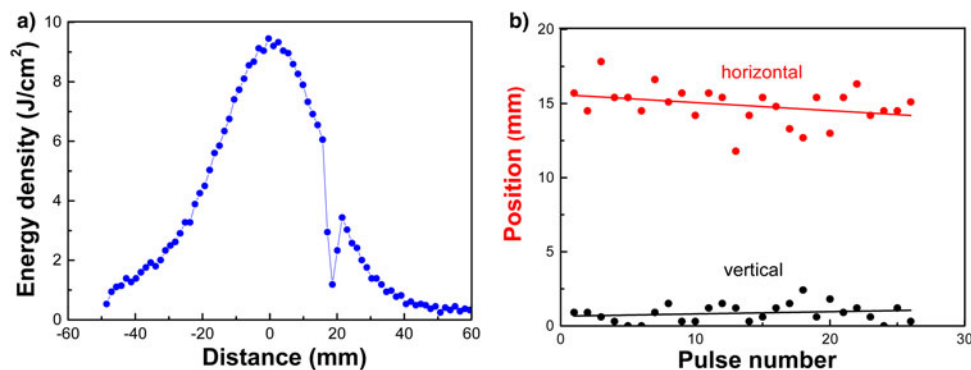 a)
Energy density (J/cm²)
10
8
6
4
2
0
-60 -40 -20 0 20 40 60
Distance (mm)
b)
Position (mm)
20
15
10
5
0
horizontal
vertical
0 10 20 30
Pulse number